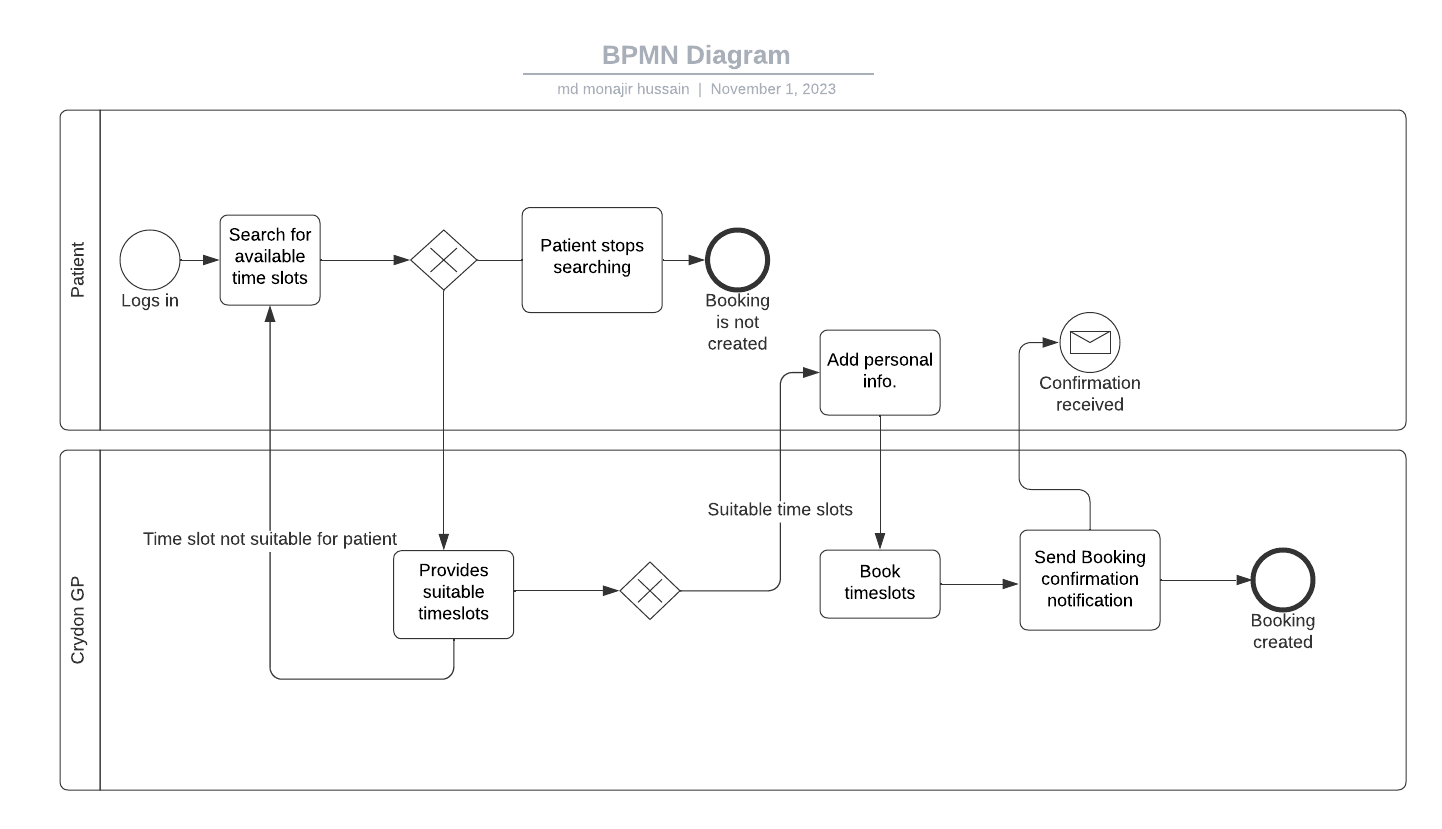 BPMN Diagram
md monajir hussain | November 1, 2023
Patient
Logs in
Search for
available
time slots
Patient stops
searching
Booking
is not
created
Add personal
info.
Confirmation
received
Crydon GP
Time slot not suitable for patient
Provides
suitable
timeslots
Suitable time slots
Book
timeslots
Send Booking
confirmation
notification
Booking
created